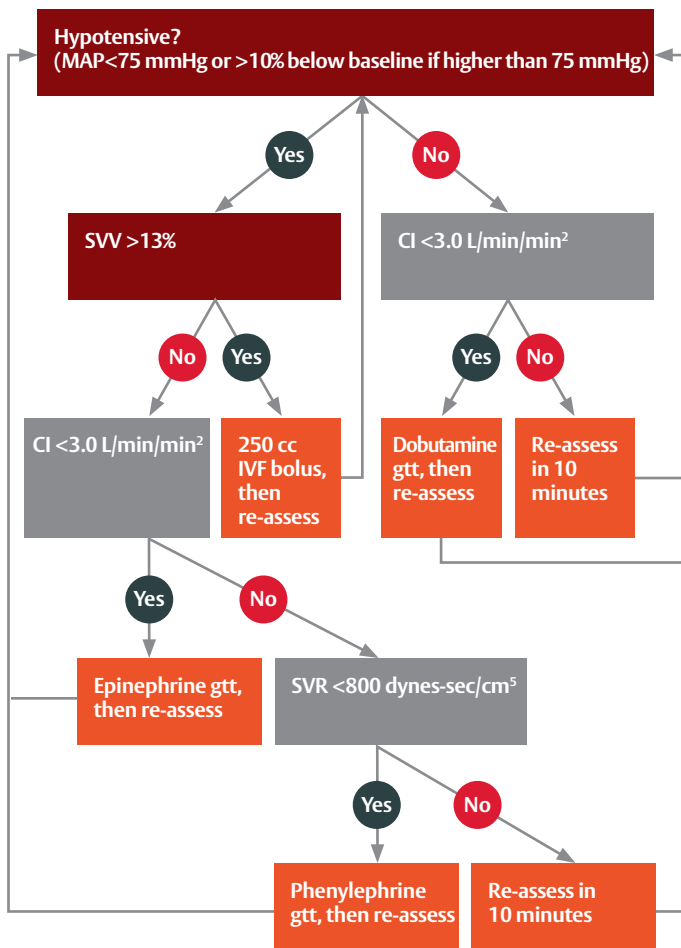 Hypotensive?
(MAP<75 mmHg or >10% below baseline if higher than 75 mmHg)
Yes
No
SVV >13%
CI <3.0 L/min/min²
No
Yes
Yes
No
CI <3.0 L/min/min²
250 cc
IVF bolus,
then
re-assess
Dobutamine
gtt, then
re-assess
Re-assess
in 10
minutes
Yes
No
Epinephrine gtt,
then re-assess
SVR <800 dynes-sec/cm⁵
Yes
No
Phenylephrine
gtt, then re-assess
Re-assess in
10 minutes